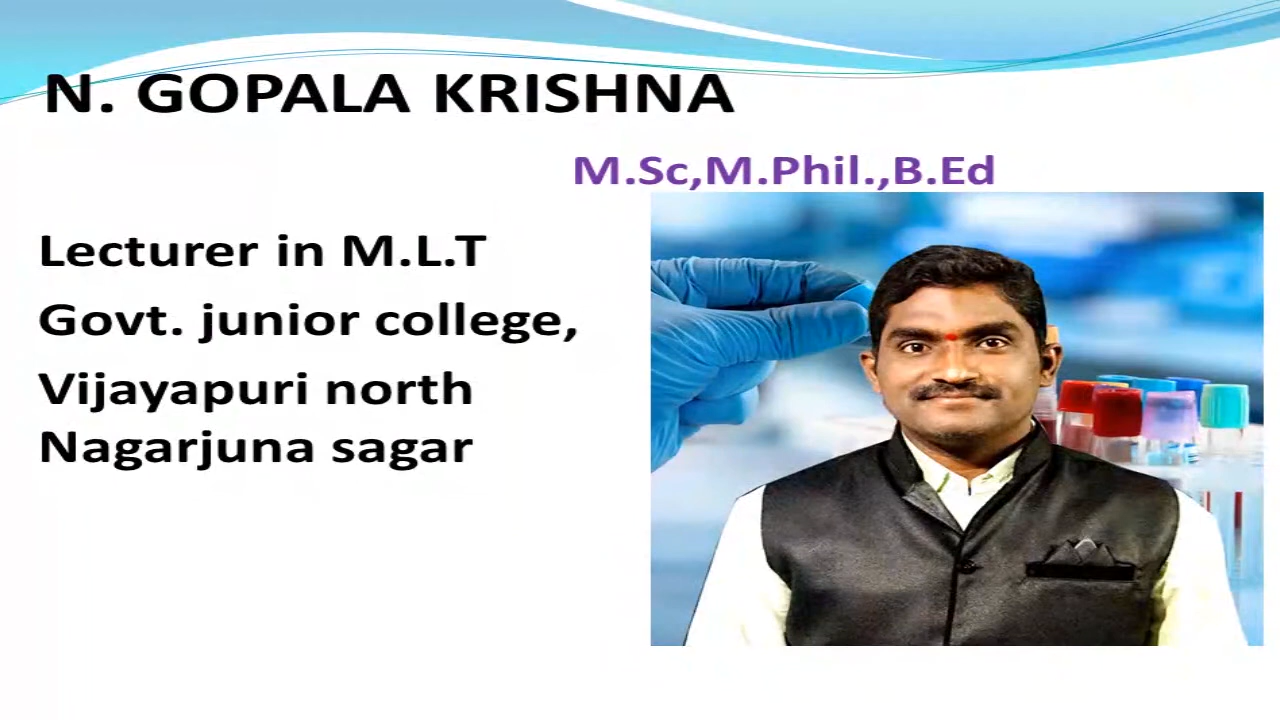 N. GOPALA KRISHNA
M.Sc,M.Phil.,B.Ed
Lecturer in M.L.T
Govt. junior college,
Vijayapuri north
Nagarjuna sagar